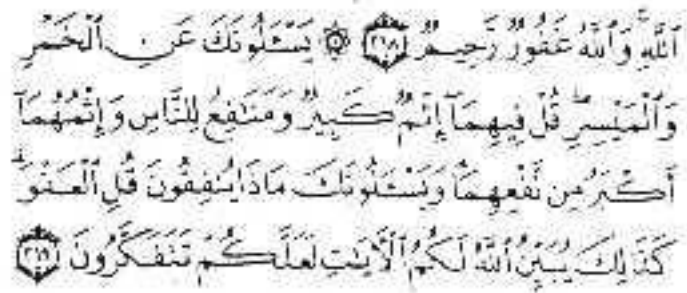 ٱللَّهِۚ وَٱللَّهُ غَفُورٌ رَّحِيمٌ ﴿٢١٨﴾ ۞ يَسْـَٔلُونَكَ عَنِ ٱلْخَمْرِ
وَٱلْمَيْسِرِۖ قُلْ فِيهِمَآ إِثْمٌ كَبِيرٌ وَمَنَٰفِعُ لِلنَّاسِ وَإِثْمُهُمَآ
أَكْبَرُ مِن نَّفْعِهِمَاۗ وَيَسْـَٔلُونَكَ مَاذَا يُنفِقُونَ قُلِ ٱلْعَفْوَۗ
كَذَٰلِكَ يُبَيِّنُ ٱللَّهُ لَكُمُ ٱلْـَٔايَٰتِ لَعَلَّكُمْ تَتَفَكَّرُونَ ﴿٢١٩﴾